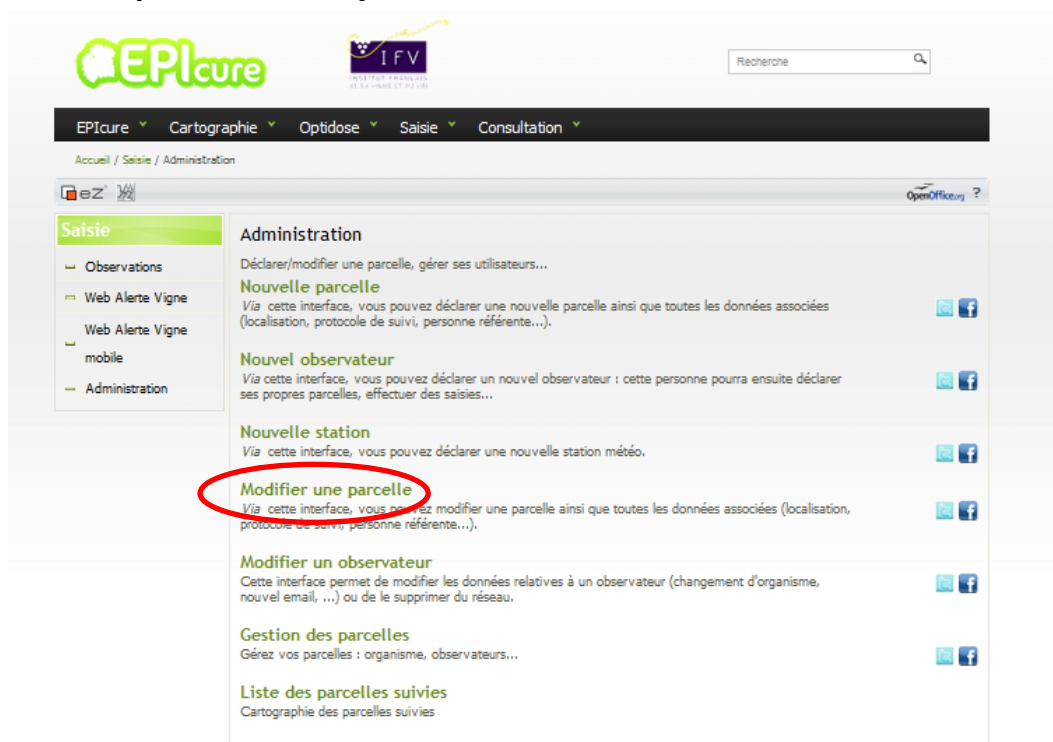 EPIcure
IFV
INSTITUT FRANÇAIS
DE LA VIGNE ET DU VIN
Recherche
EPIcure Cartographie Optidose Saisie Consultation
Accueil / Saisie / Administration
eZ
OpenOffice.org ?
Saisie
Observations
Web Alerte Vigne
Web Alerte Vigne
mobile
Administration
Administration
Déclarer/modifier une parcelle, gérer ses utilisateurs...
Nouvelle parcelle
Via cette interface, vous pouvez déclarer une nouvelle parcelle ainsi que toutes les données associées
(localisation, protocole de suivi, personne référente...).
Nouvel observateur
Via cette interface, vous pouvez déclarer un nouvel observateur : cette personne pourra ensuite déclarer
ses propres parcelles, effectuer des saisies...
Nouvelle station
Via cette interface, vous pouvez déclarer une nouvelle station météo.
Modifier une parcelle
Via cette interface, vous pouvez modifier une parcelle ainsi que toutes les données associées (localisation,
protocole de suivi, personne référente...).
Modifier un observateur
Cette interface permet de modifier les données relatives à un observateur (changement d'organisme,
nouvel email, ...) ou de le supprimer du réseau.
Gestion des parcelles
Gérez vos parcelles : organisme, observateurs...
Liste des parcelles suivies
Cartographie des parcelles suivies